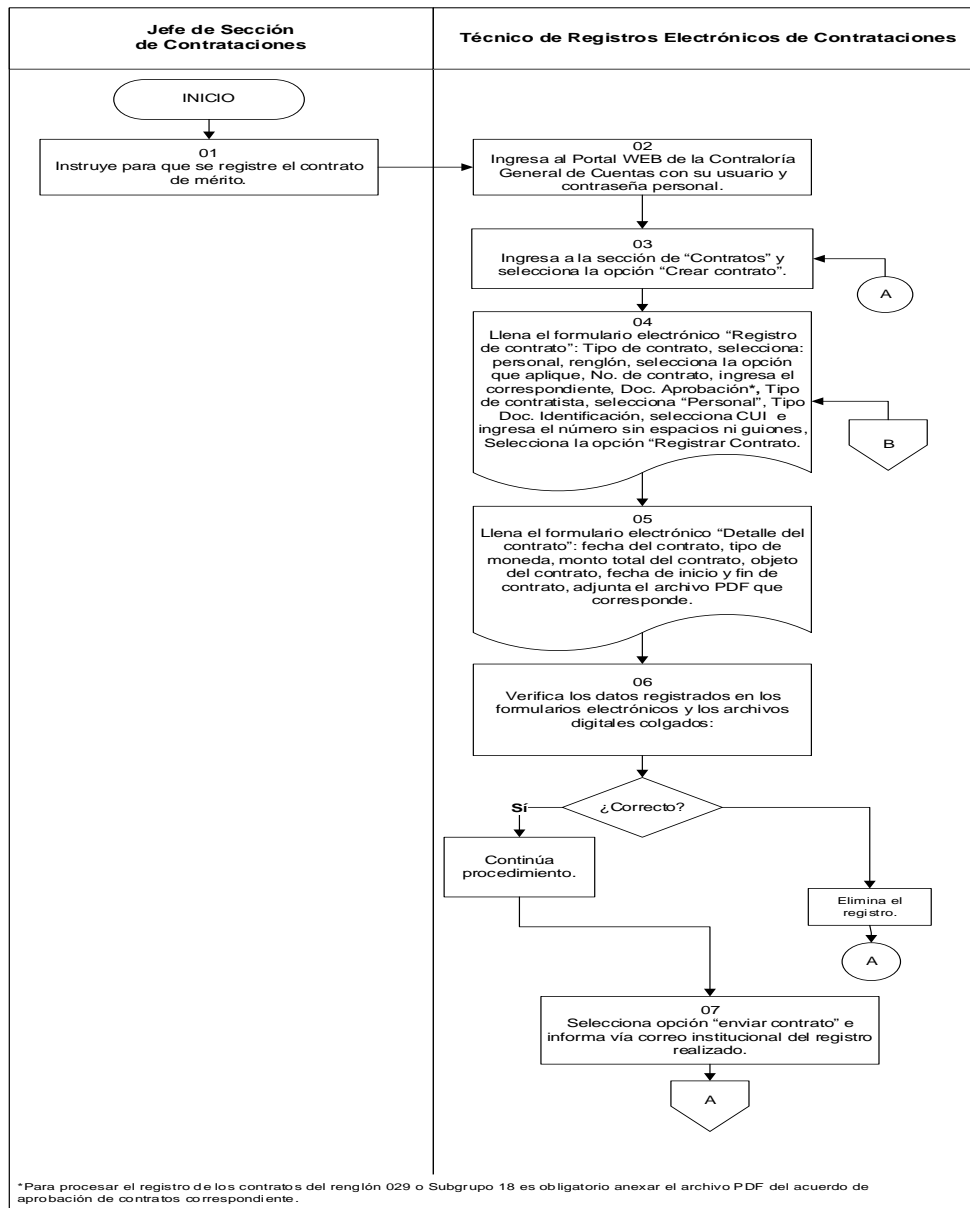 Jefe de Sección
de Contrataciones
Técnico de Registros Electrónicos de Contrataciones
INICIO
01
Instruye para que se registre el contrato
de mérito.
02
Ingresa al Portal WEB de la Contraloría
General de Cuentas con su usuario y
contraseña personal.
03
Ingresa a la sección de “Contratos” y
selecciona la opción “Crear contrato”.
A
04
Llena el formulario electrónico “Registro
de contrato”: Tipo de contrato, selecciona:
personal, renglón, selecciona la opción
que aplique, No. de contrato, ingresa el
correspondiente, Doc. Aprobación*, Tipo
de contratista, selecciona “Personal”, Tipo
Doc. Identificación, selecciona CUI e
ingresa el número sin espacios ni guiones,
Selecciona la opción “Registrar Contrato.
B
05
Llena el formulario electrónico “Detalle del
contrato”: fecha del contrato, tipo de
moneda, monto total del contrato, objeto
del contrato, fecha de inicio y fin de
contrato, adjunta el archivo PDF que
corresponde.
06
Verifica los datos registrados en los
formularios electrónicos y los archivos
digitales colgados:
Sí
¿Correcto?
Continúa
procedimiento.
Elimina el
registro.
A
07
Selecciona opción “enviar contrato” e
informa vía correo institucional del registro
realizado.
A
*Para procesar el registro de los contratos del renglón 029 o Subgrupo 18 es obligatorio anexar el archivo PDF del acuerdo de
aprobación de contratos correspondiente.